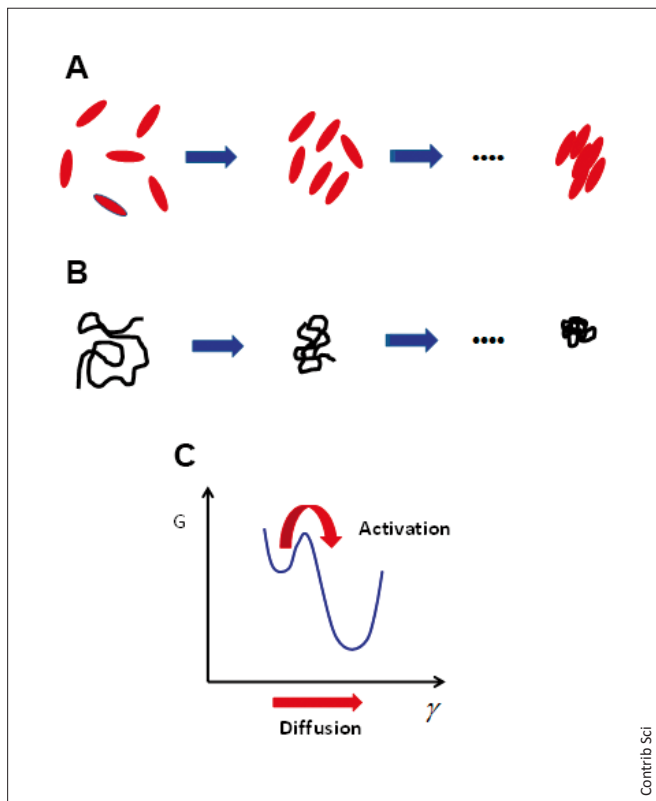 A
....
B
....
C
G
Activation
γ
Diffusion
Contrib Sci